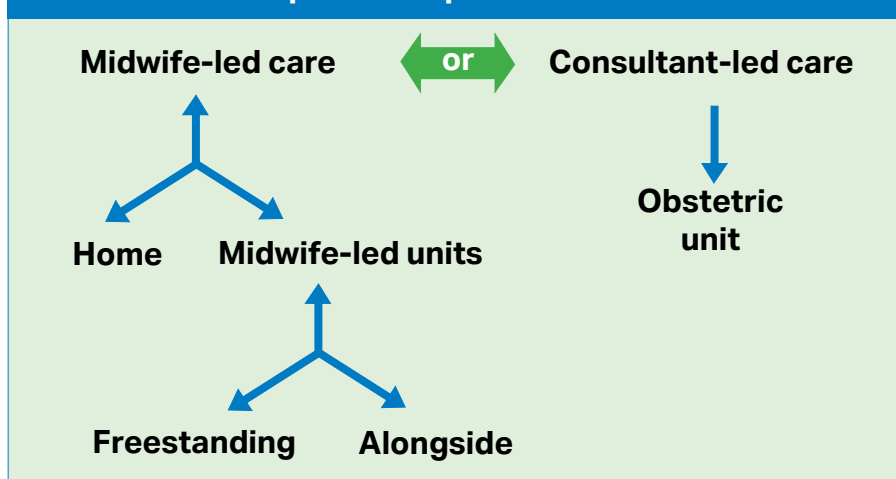 Midwife-led care or Consultant-led care
Obstetric
unit
Home Midwife-led units
Freestanding Alongside